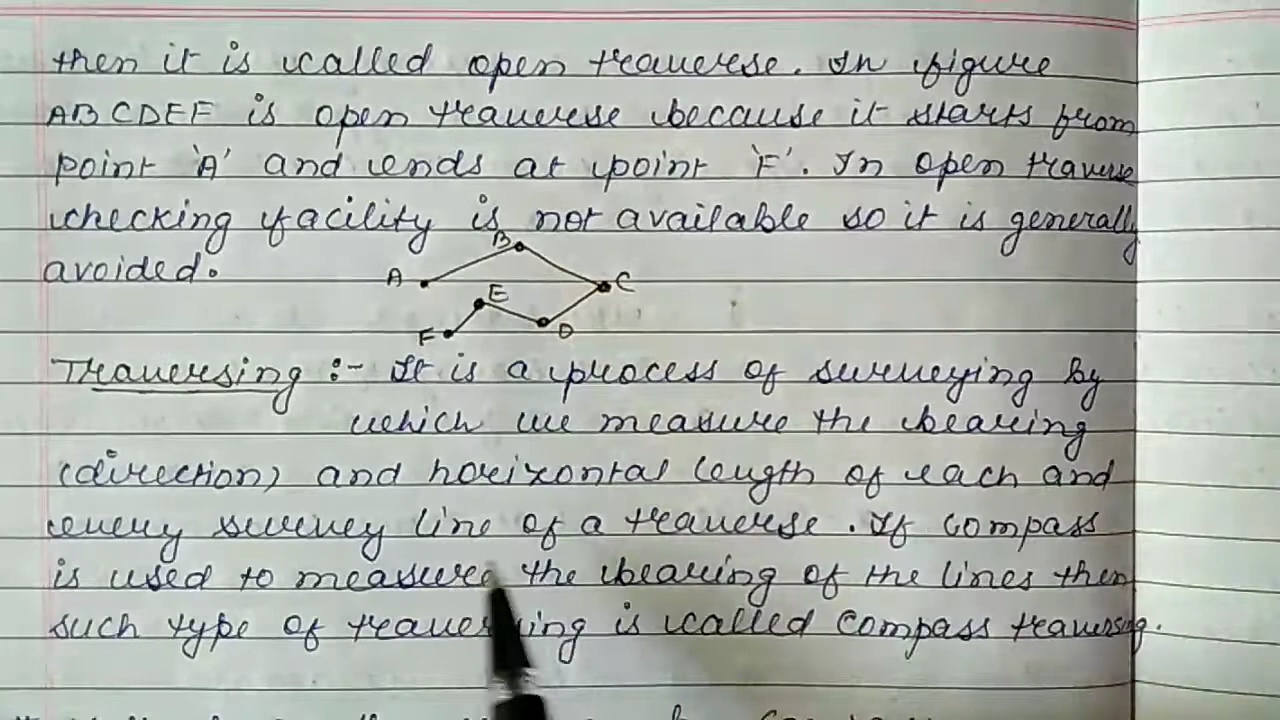 then it is called open traverse. In figure
ABCDEF is open traverse because it starts from
point 'A' and ends at point 'F'. In open traverse
checking facility is not available so it is generally
avoided.
A B C
E
F D
Traversing :- It is a process of surveying by
which we measure the bearing
(direction) and horizontal length of each and
every survey line of a traverse. If compass
is used to measure the bearing of the lines then
such type of traversing is called compass traversing.